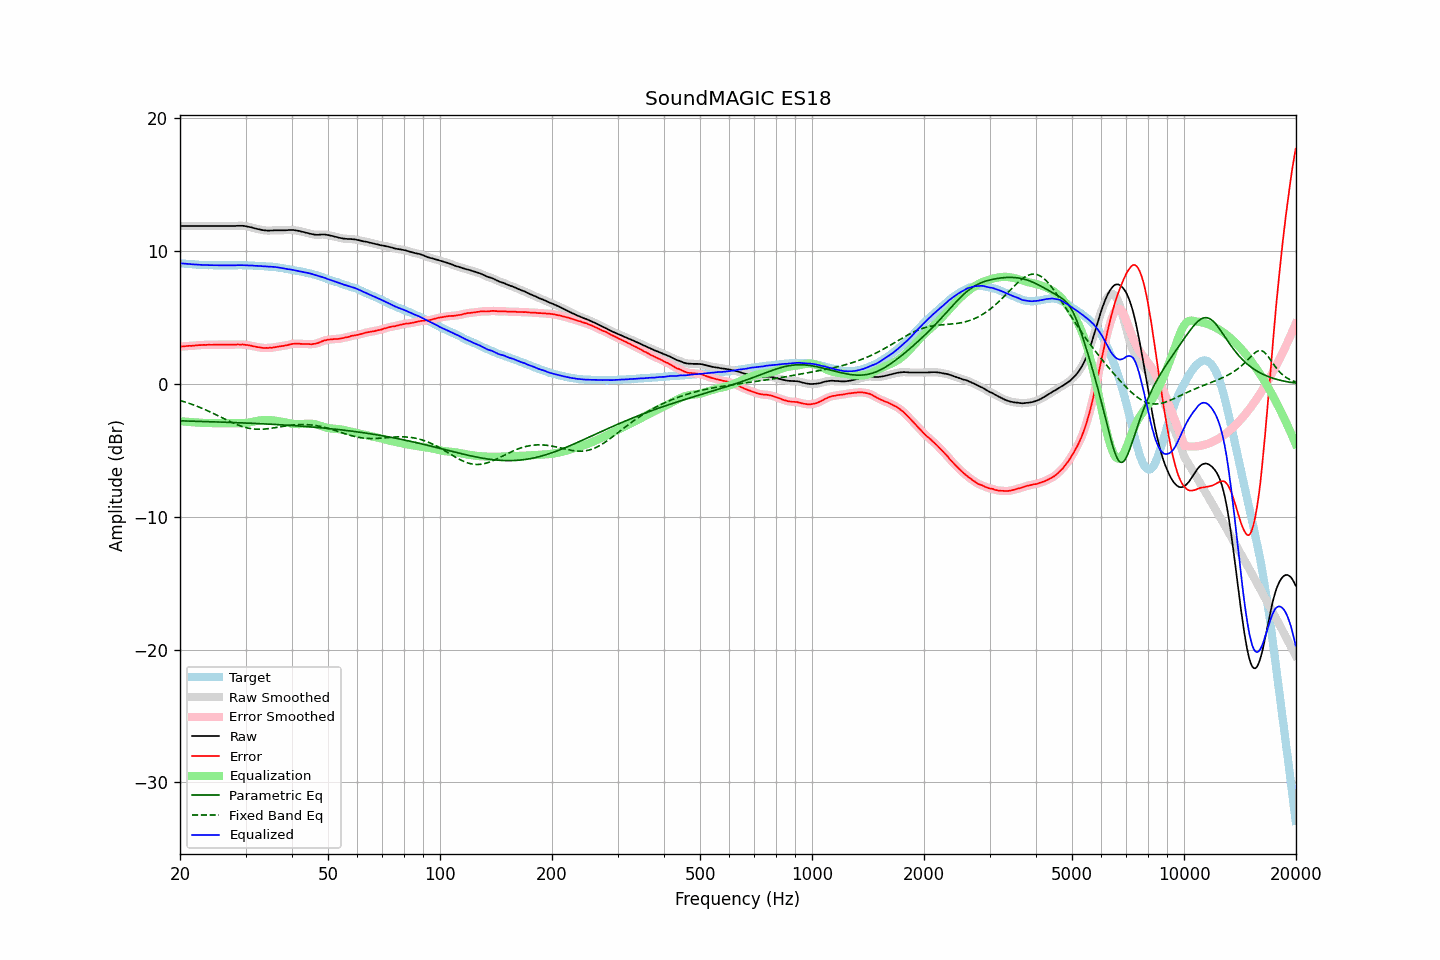 SoundMAGIC ES18
20
10
0
−10
−20
−30
Amplitude (dBr)
Target
Raw Smoothed
Error Smoothed
Raw
Error
Equalization
Parametric Eq
Fixed Band Eq
Equalized
20 50 100 200 500 1000 2000 5000 10000 20000
Frequency (Hz)